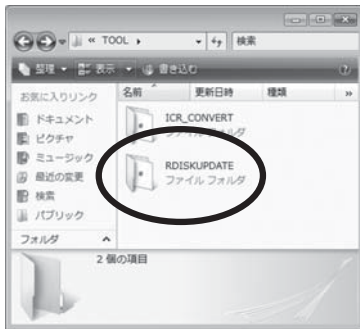 « TOOL
検索
整理 表示 書き込む
お気に入りリンク
ドキュメント
ピクチャ
ミュージック
最近の変更
検索
パブリック
フォルダ
名前 更新日時 種類 »
ICR_CONVERT
ファイル フォルダ
RDISKUPDATE
ファイル フォルダ
2 個の項目